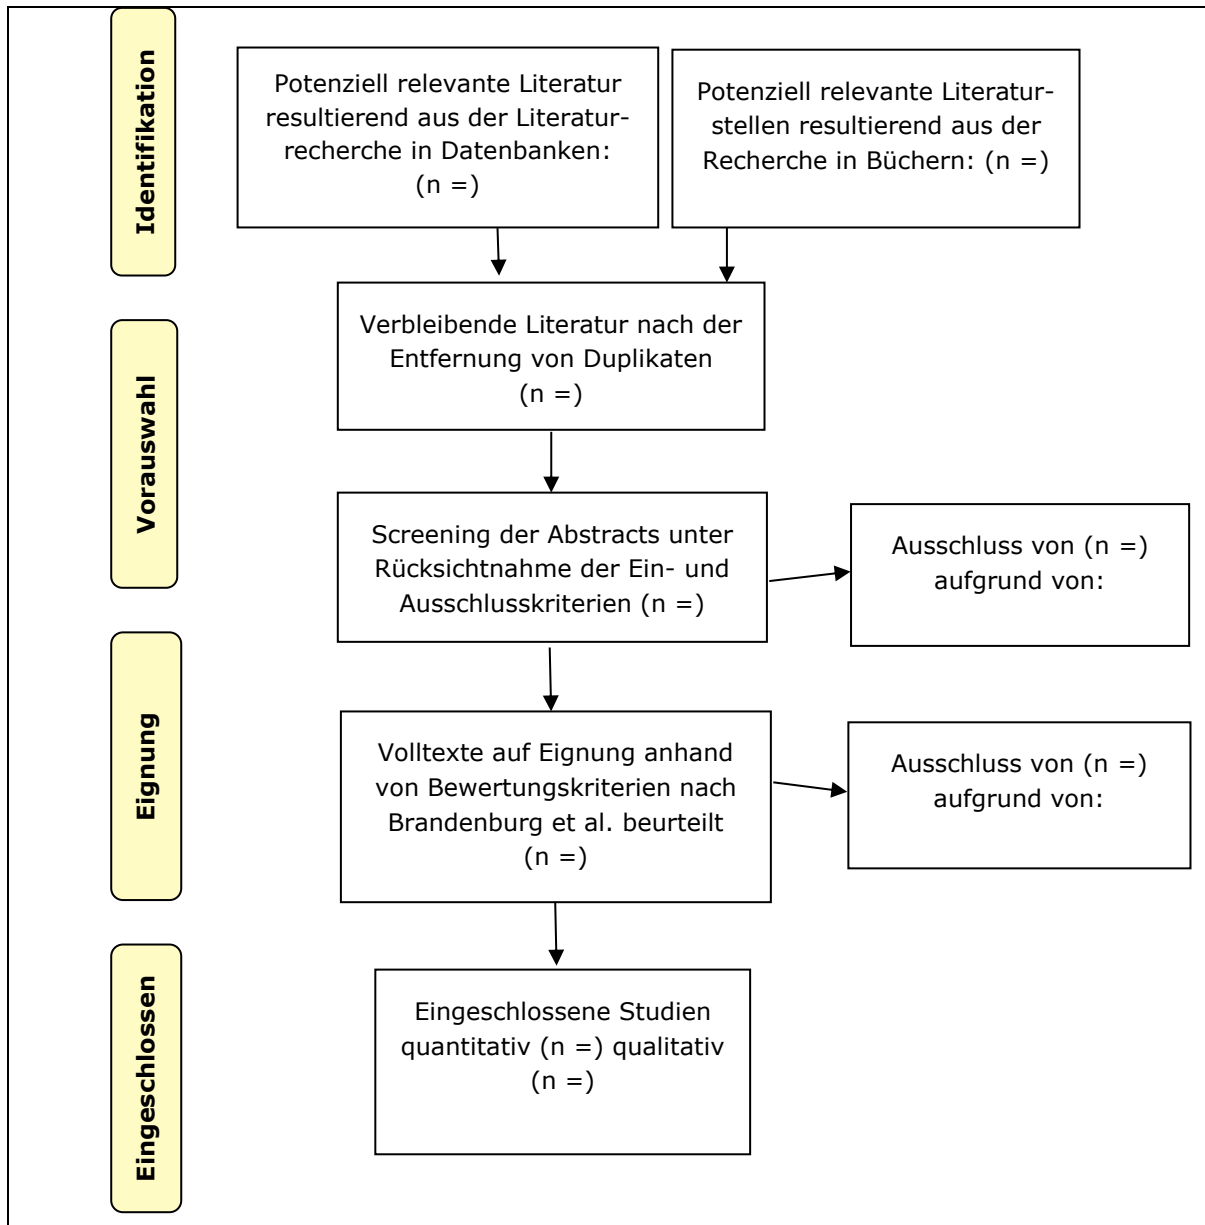 Identifikation
Potenziell relevante Literatur
resultierend aus der Literatur-
recherche in Datenbanken:
(n =)
Potenziell relevante Literatur-
stellen resultierend aus der
Recherche in Büchern: (n =)
Vorauswahl
Verbleibende Literatur nach der
Entfernung von Duplikaten
(n =)
Screening der Abstracts unter
Rücksichtnahme der Ein- und
Ausschlusskriterien (n =)
Ausschluss von (n =)
aufgrund von:
Eignung
Volltexte auf Eignung anhand
von Bewertungskriterien nach
Brandenburg et al. beurteilt
(n =)
Ausschluss von (n =)
aufgrund von:
Eingeschlossen
Eingeschlossene Studien
quantitativ (n =) qualitativ
(n =)